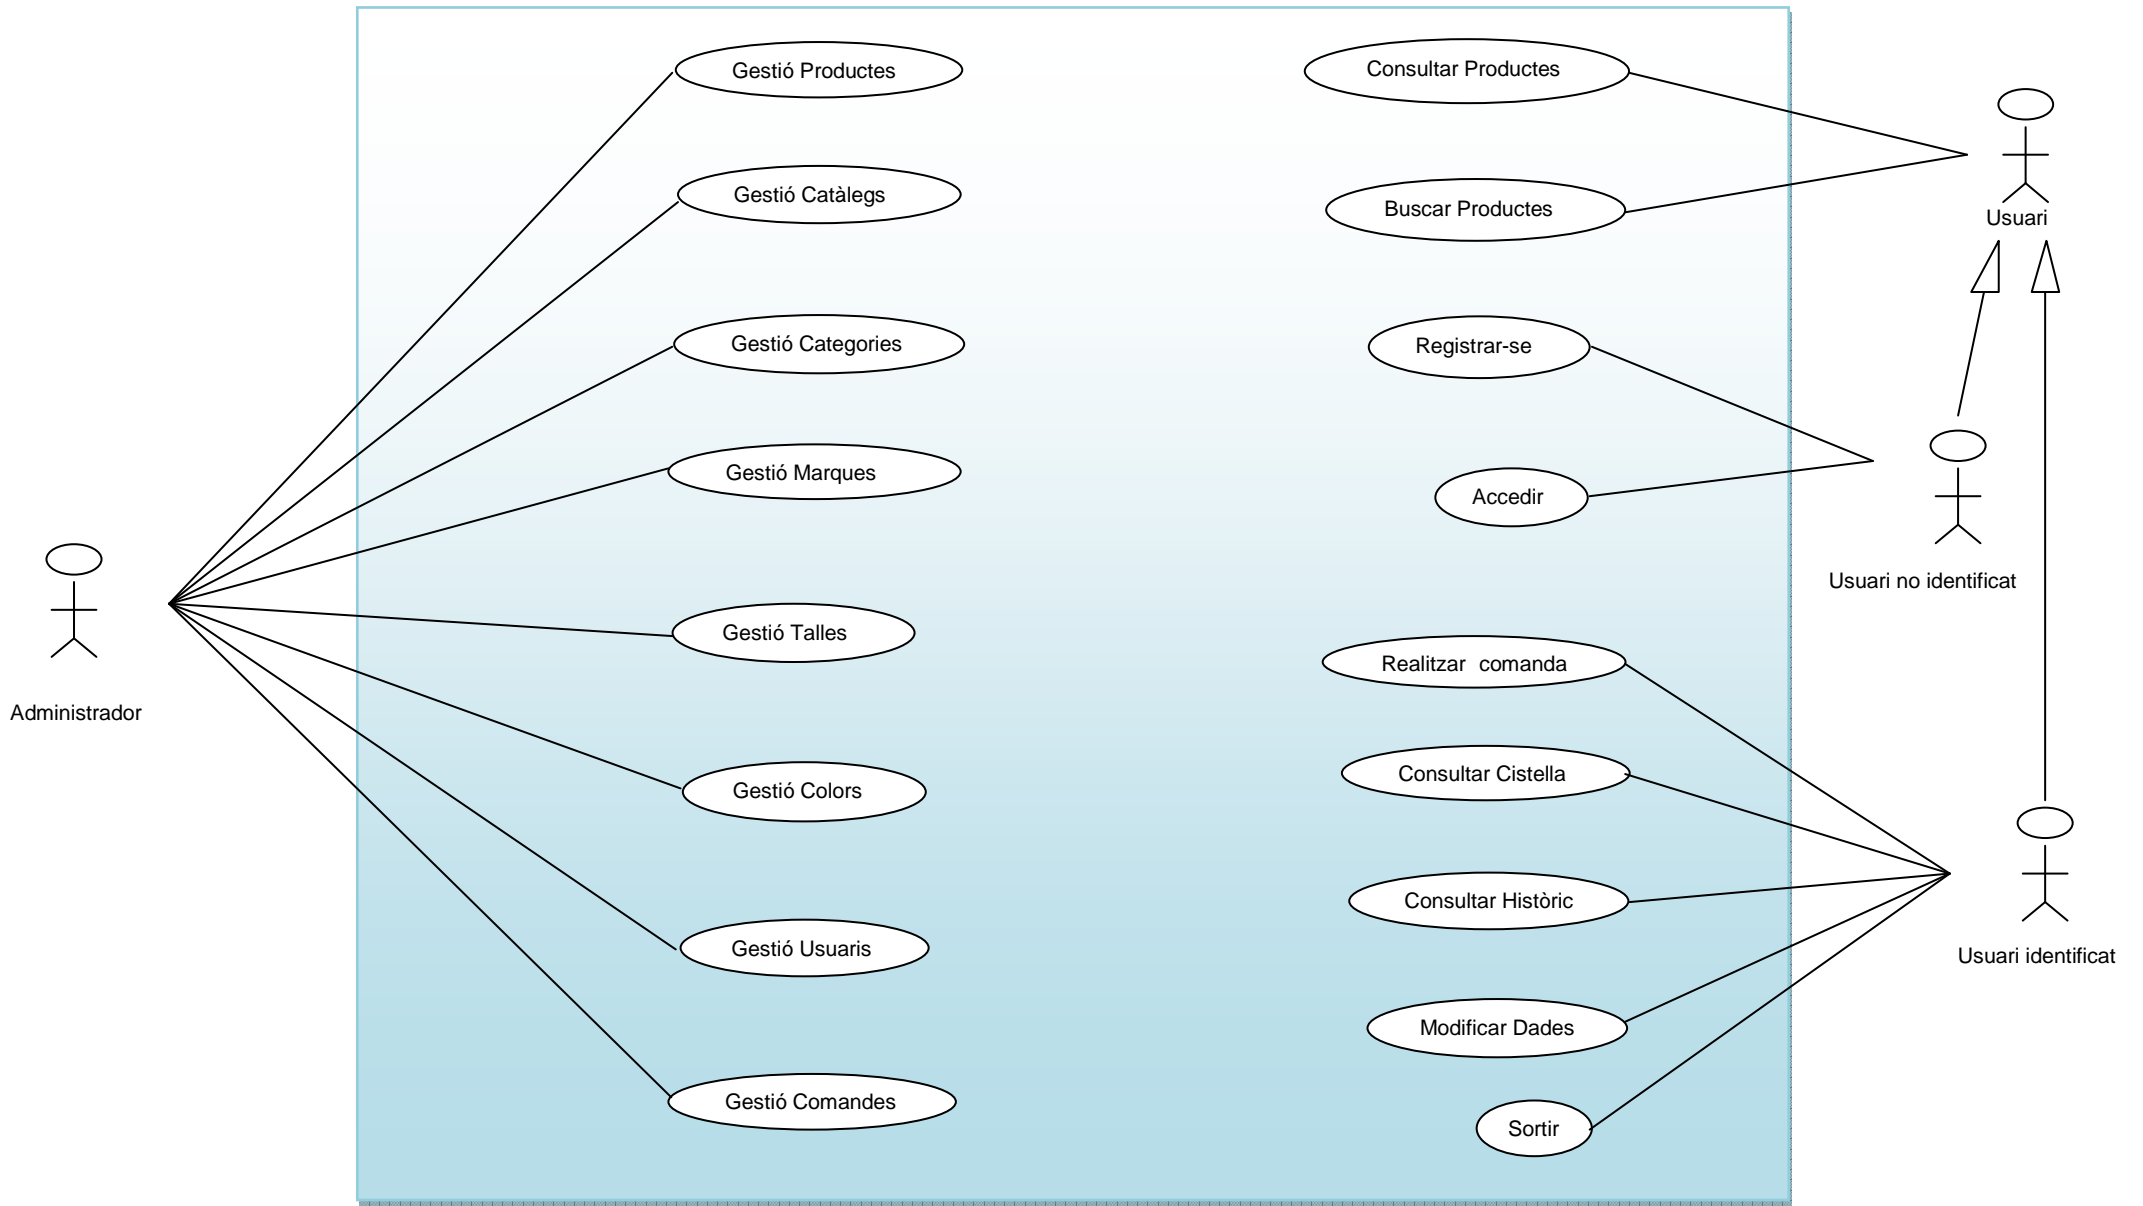 Gestió Productes
Gestió Catàlegs
Gestió Categories
Gestió Marques
Gestió Talles
Gestió Colors
Gestió Usuaris
Gestió Comandes
Administrador
Consultar Productes
Buscar Productes
Registrar-se
Accedir
Realitzar comanda
Consultar Cistella
Consultar Històric
Modificar Dades
Sortir
Usuari
Usuari no identificat
Usuari identificat